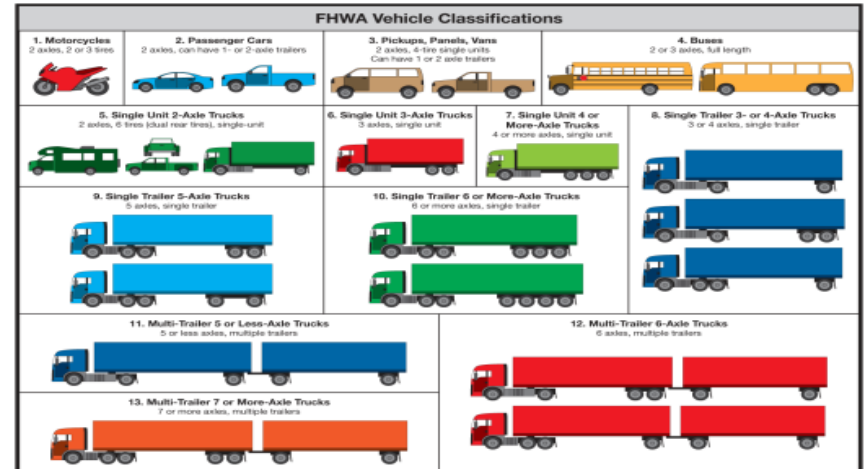 FHWA Vehicle Classifications
1. Motorcycles
2 axles, 2 or 3 tires
2. Passenger Cars
2 axles, can have 1- or 2-axle trailers
3. Pickups, Panels, Vans
2 axles, 4-tire single units
Can have 1 or 2 axle trailers
4. Buses
2 or 3 axles, full length
5. Single Unit 2-Axle Trucks
2 axles, 6 tires (dual rear tires), single-unit
6. Single Unit 3-Axle Trucks
3 axles, single unit
7. Single Unit 4 or
More-Axle Trucks
4 or more axles, single unit
8. Single Trailer 3- or 4-Axle Trucks
3 or 4 axles, single trailer
9. Single Trailer 5-Axle Trucks
5 axles, single trailer
10. Single Trailer 6 or More-Axle Trucks
6 or more axles, single trailer
11. Multi-Trailer 5 or Less-Axle Trucks
5 or less axles, multiple trailers
12. Multi-Trailer 6-Axle Trucks
6 axles, multiple trailers
13. Multi-Trailer 7 or More-Axle Trucks
7 or more axles, multiple trailers